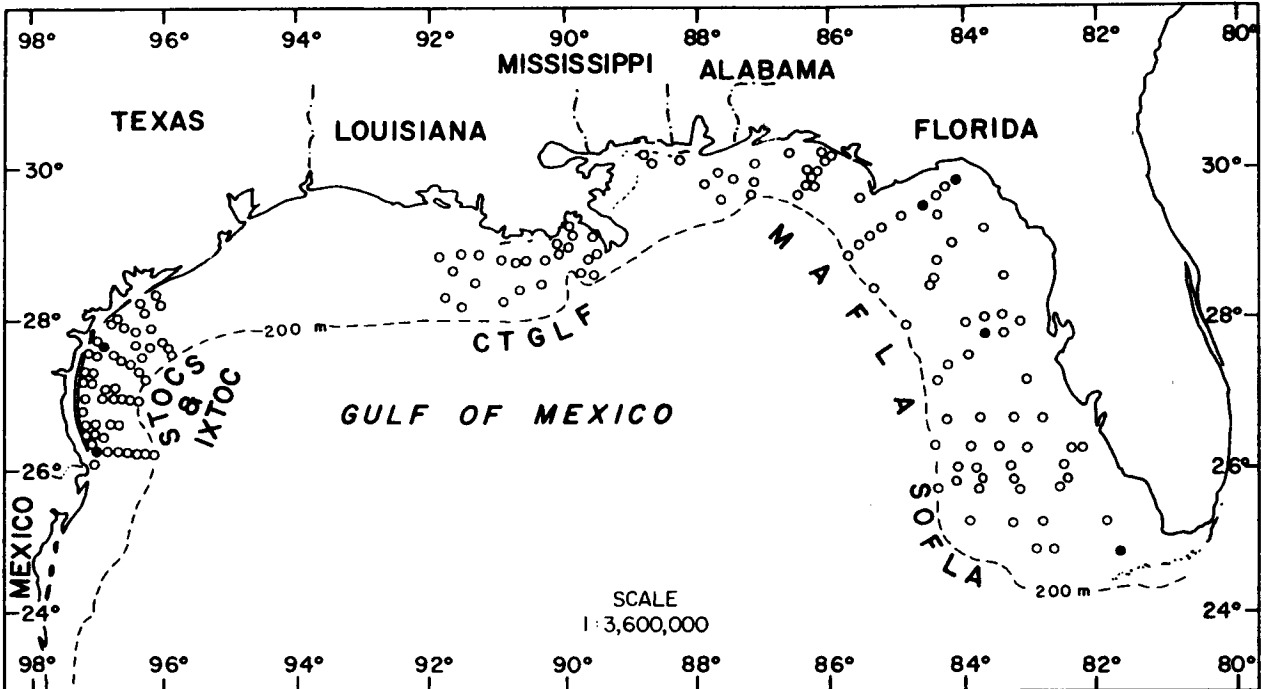 98° 96° 94° 92° 90° 88° 86° 84° 82° 80°
MISSISSIPPI ALABAMA
TEXAS LOUISIANA FLORIDA
30° 30°
28° 200 m 28°
CTGLF
MAFLA
STOCS & IXTOC
GULF OF MEXICO
26° 26°
SOFLA
MEXICO
200 m
SCALE
24° 1:3,600,000 24°
98° 96° 94° 92° 90° 88° 86° 84° 82° 80°